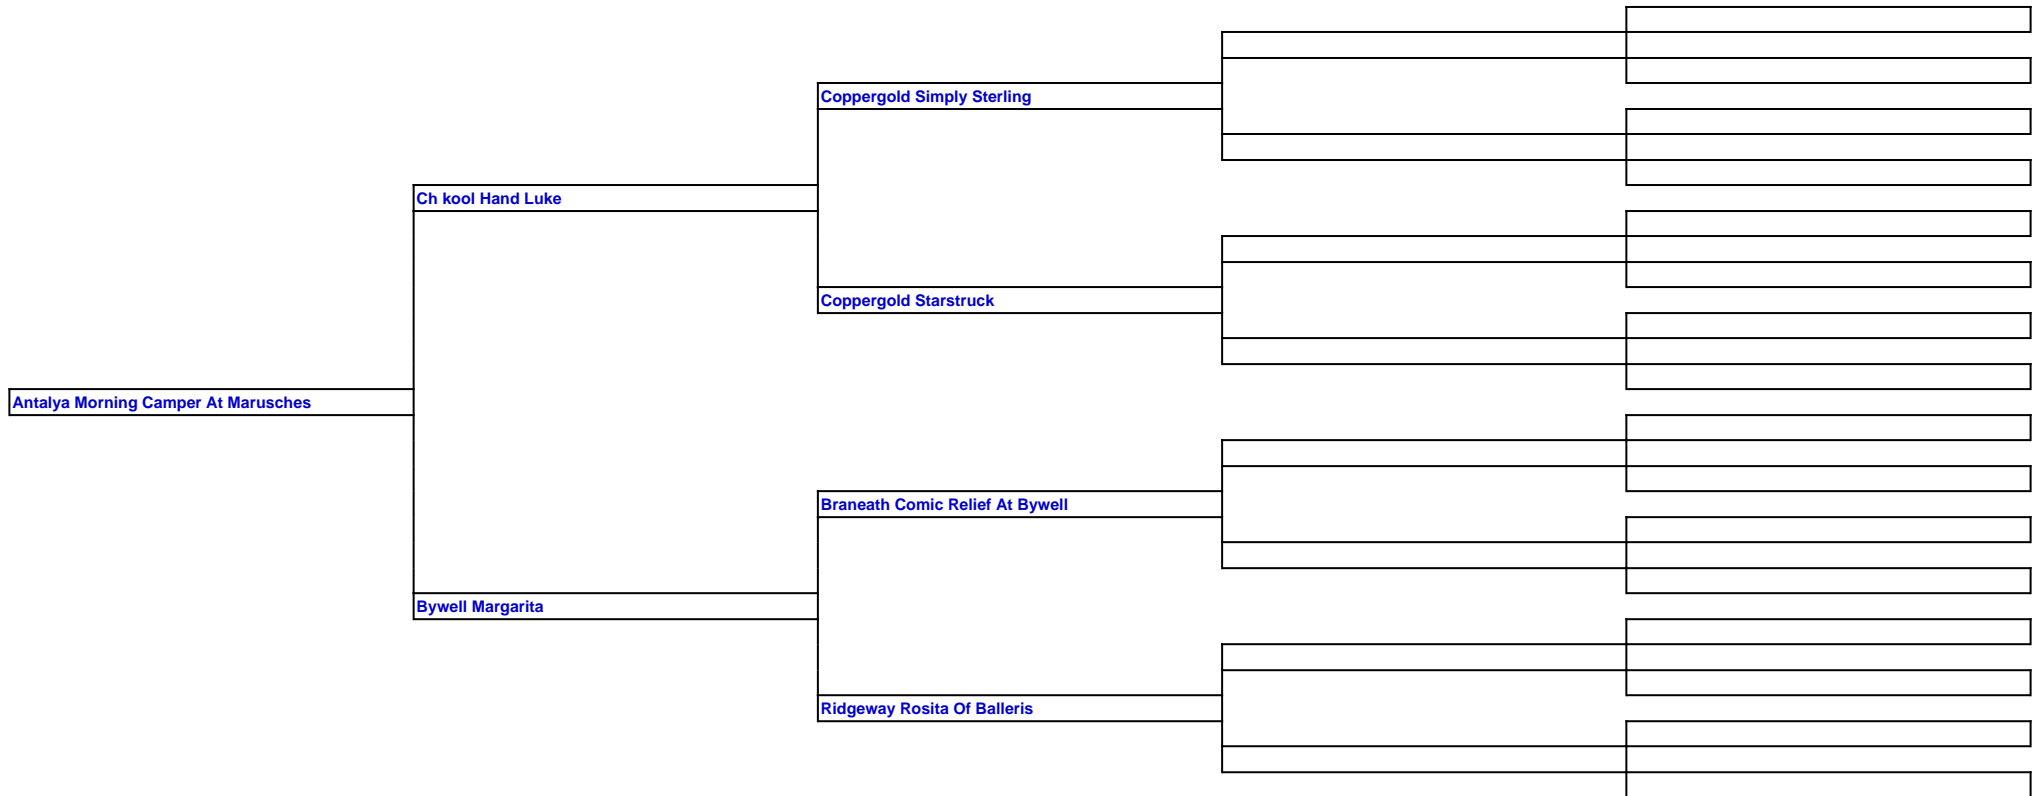 Coppergold Simply Sterling
Ch kool Hand Luke
Coppergold Starstruck
Antalya Morning Camper At Marusches
Braneath Comic Relief At Bywell
Bywell Margarita
Ridgeway Rosita Of Balleris